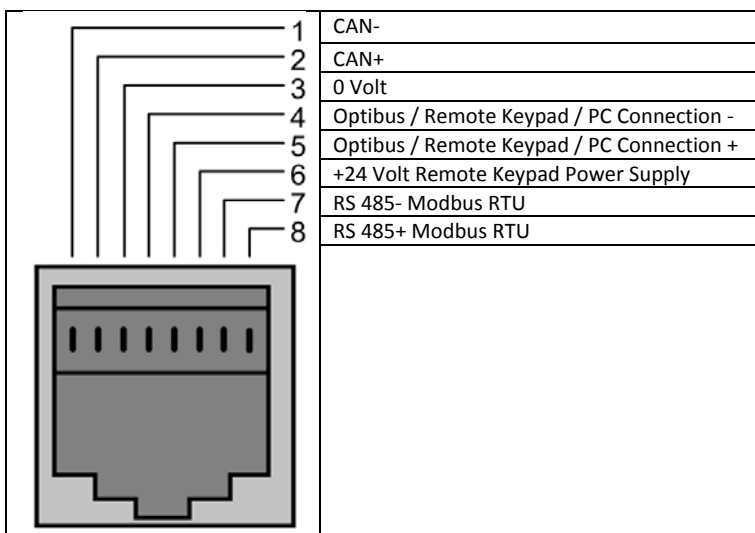 1 CAN-
2 CAN+
3 0 Volt
4 Optibus / Remote Keypad / PC Connection -
5 Optibus / Remote Keypad / PC Connection +
6 +24 Volt Remote Keypad Power Supply
7 RS 485- Modbus RTU
8 RS 485+ Modbus RTU